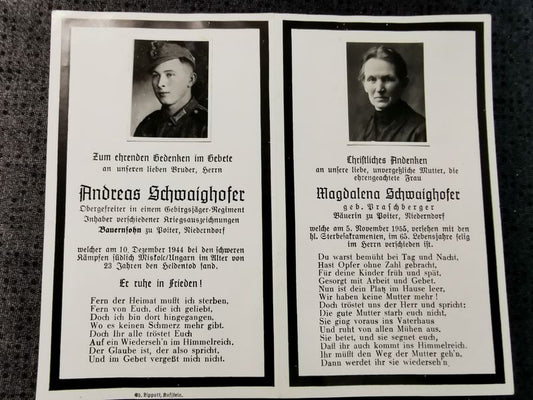 Zum ehrenden Gedenken im Gebete
an unseren lieben Bruder, Herrn
Andreas Schwaighofer
Obergefreiter in einem Gebirgsjäger-Regiment
Inhaber verschiedener Kriegsauszeichnungen
Bauernsohn zu Poiter, Niederndorf
welcher am 10. Dezember 1944 bei den schweren
Kämpfen südlich Miskolc/Ungarn im Alter von
23 Jahren den Heldentod fand.
Er ruhe in Frieden!
Fern der Heimat mußt ich sterben,
Fern von Euch, die ich geliebt,
Doch ich bin dort hingegangen,
Wo es keinen Schmerz mehr gibt.
Doch Ihr alle tröstet Euch
Auf ein Wiederseh'n im Himmelreich.
Der Glaube ist, der also spricht,
Und im Gebet vergeßt mich nicht.
Christliches Andenken
an unsere liebe, unvergeßliche Mutter, die
ehrengeachtete Frau
Magdalena Schwaighofer
geb. Praschberger
Bäuerin zu Poiter, Niederndorf
welche am 5. November 1955, versehen mit den
hl. Sterbesakramenten, im 65. Lebensjahre selig
im Herrn verschieden ist.
Du warst bemüht bei Tag und Nacht,
Hast Opfer ohne Zahl gebracht,
Für deine Kinder früh und spät,
Gesorgt mit Arbeit und Gebet.
Nun ist dein Platz im Hause leer,
Wir haben keine Mutter mehr!
Doch tröstet uns der Herr und spricht:
Die gute Mutter starb euch nicht,
Sie ging voraus ins Vaterhaus
Und ruht von allen Mühen aus.
Sie betet, und sie segnet euch,
Daß ihr auch kommt ins Himmelreich.
Ihr müßt den Weg der Mutter geh'n,
Dann werdet ihr sie wiederseh'n.
Ed. Lippott, Kufstein.